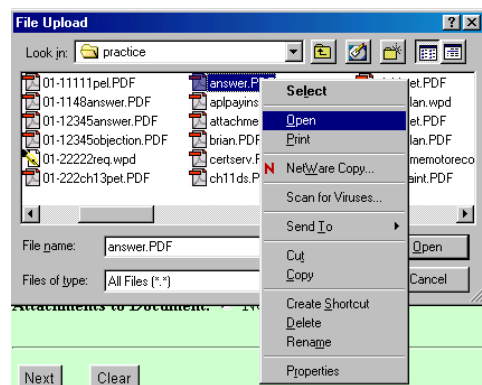 File Upload
Look in: practice
01-11111pel.PDF
01-1148answer.PDF
01-12345answer.PDF
01-12345objection.PDF
01-22222req.wpd
01-222ch13pet.PDF
answer.P
aplpayins
attachme
brian.PDF
certserv.F
ch11ds.P
et.PDF
lan.wpd
et.PDF
lan.PDF
memotoreco
aint.PDF
Select
Open
Print
NetWare Copy...
Scan for Viruses...
Send To
Cut
Copy
Create Shortcut
Delete
Rename
Properties
File name: answer.PDF
Open
Files of type: All Files (*.*)
Cancel
Attachments to Document:
Next
Clear